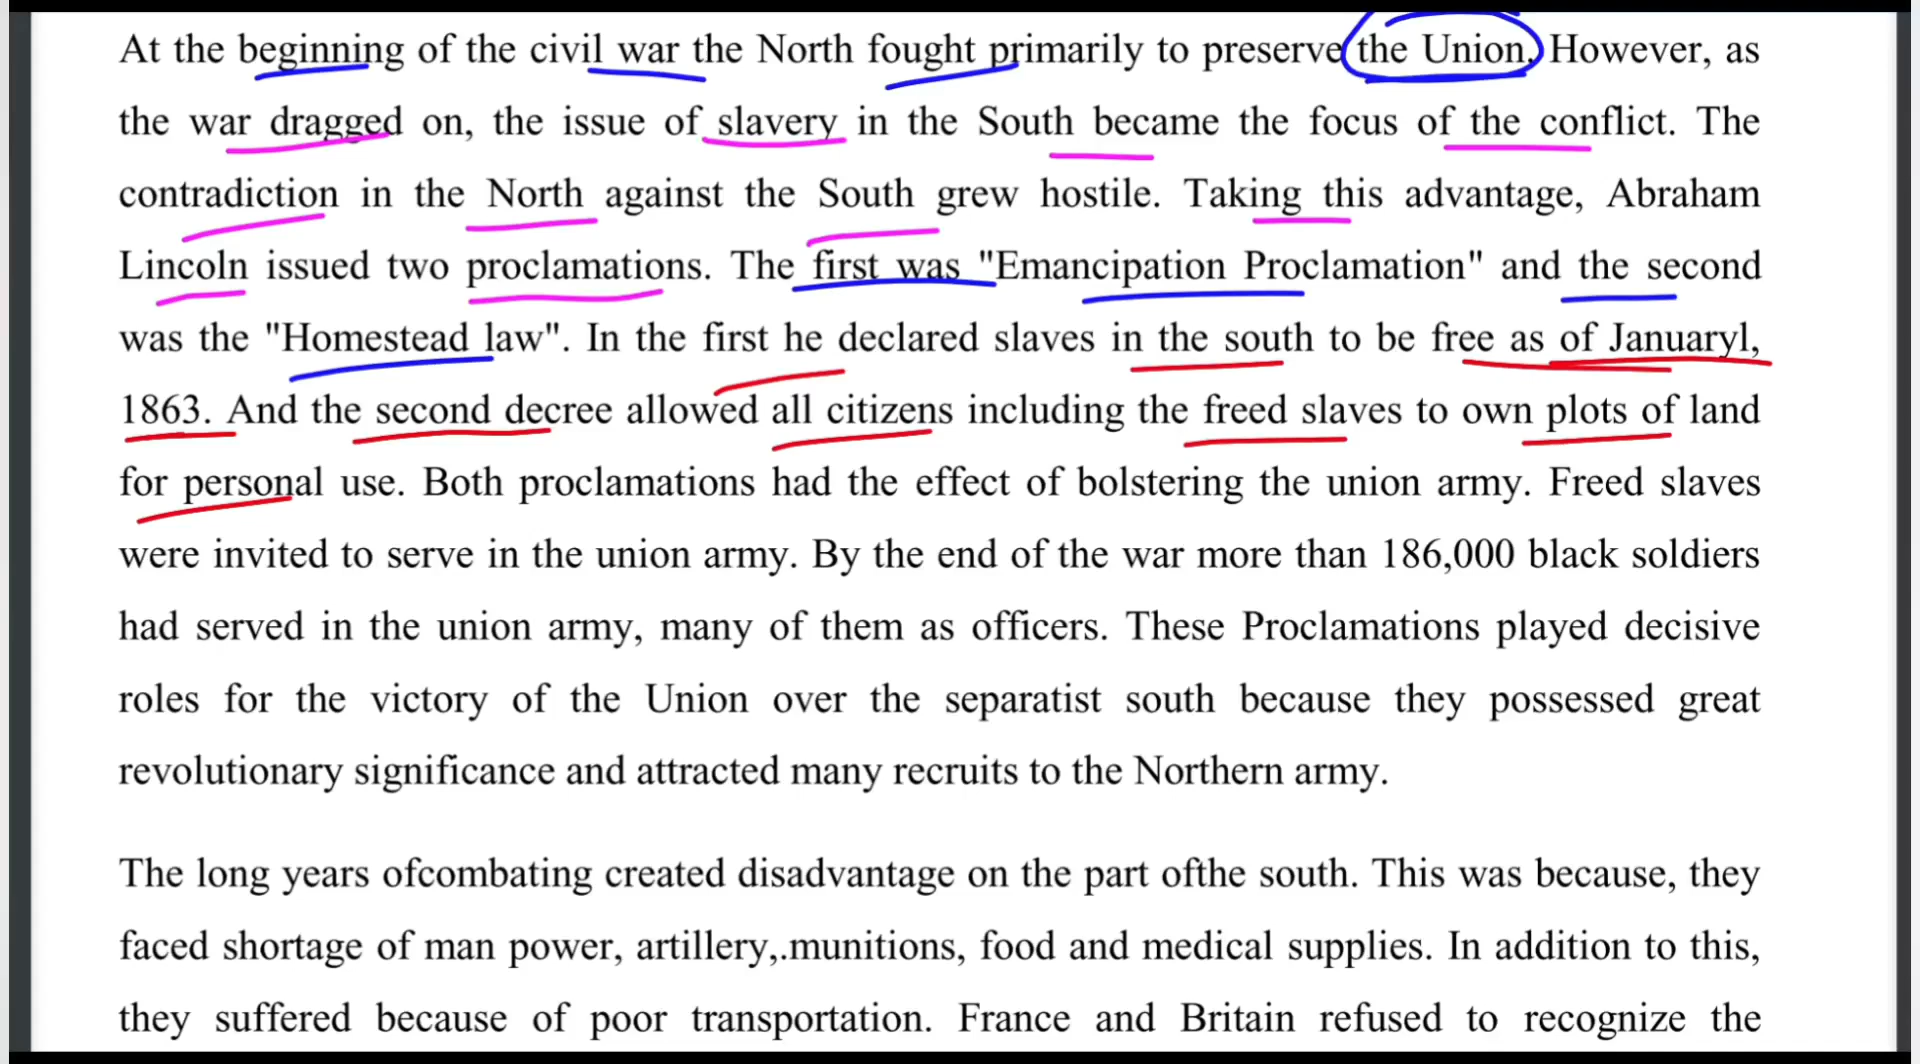 At the beginning of the civil war the North fought primarily to preserve the Union. However, as
the war dragged on, the issue of slavery in the South became the focus of the conflict. The
contradiction in the North against the South grew hostile. Taking this advantage, Abraham
Lincoln issued two proclamations. The first was "Emancipation Proclamation" and the second
was the "Homestead law". In the first he declared slaves in the south to be free as of Januaryl,
1863. And the second decree allowed all citizens including the freed slaves to own plots of land
for personal use. Both proclamations had the effect of bolstering the union army. Freed slaves
were invited to serve in the union army. By the end of the war more than 186,000 black soldiers
had served in the union army, many of them as officers. These Proclamations played decisive
roles for the victory of the Union over the separatist south because they possessed great
revolutionary significance and attracted many recruits to the Northern army.
The long years ofcombating created disadvantage on the part ofthe south. This was because, they
faced shortage of man power, artillery,.munitions, food and medical supplies. In addition to this,
they suffered because of poor transportation. France and Britain refused to recognize the